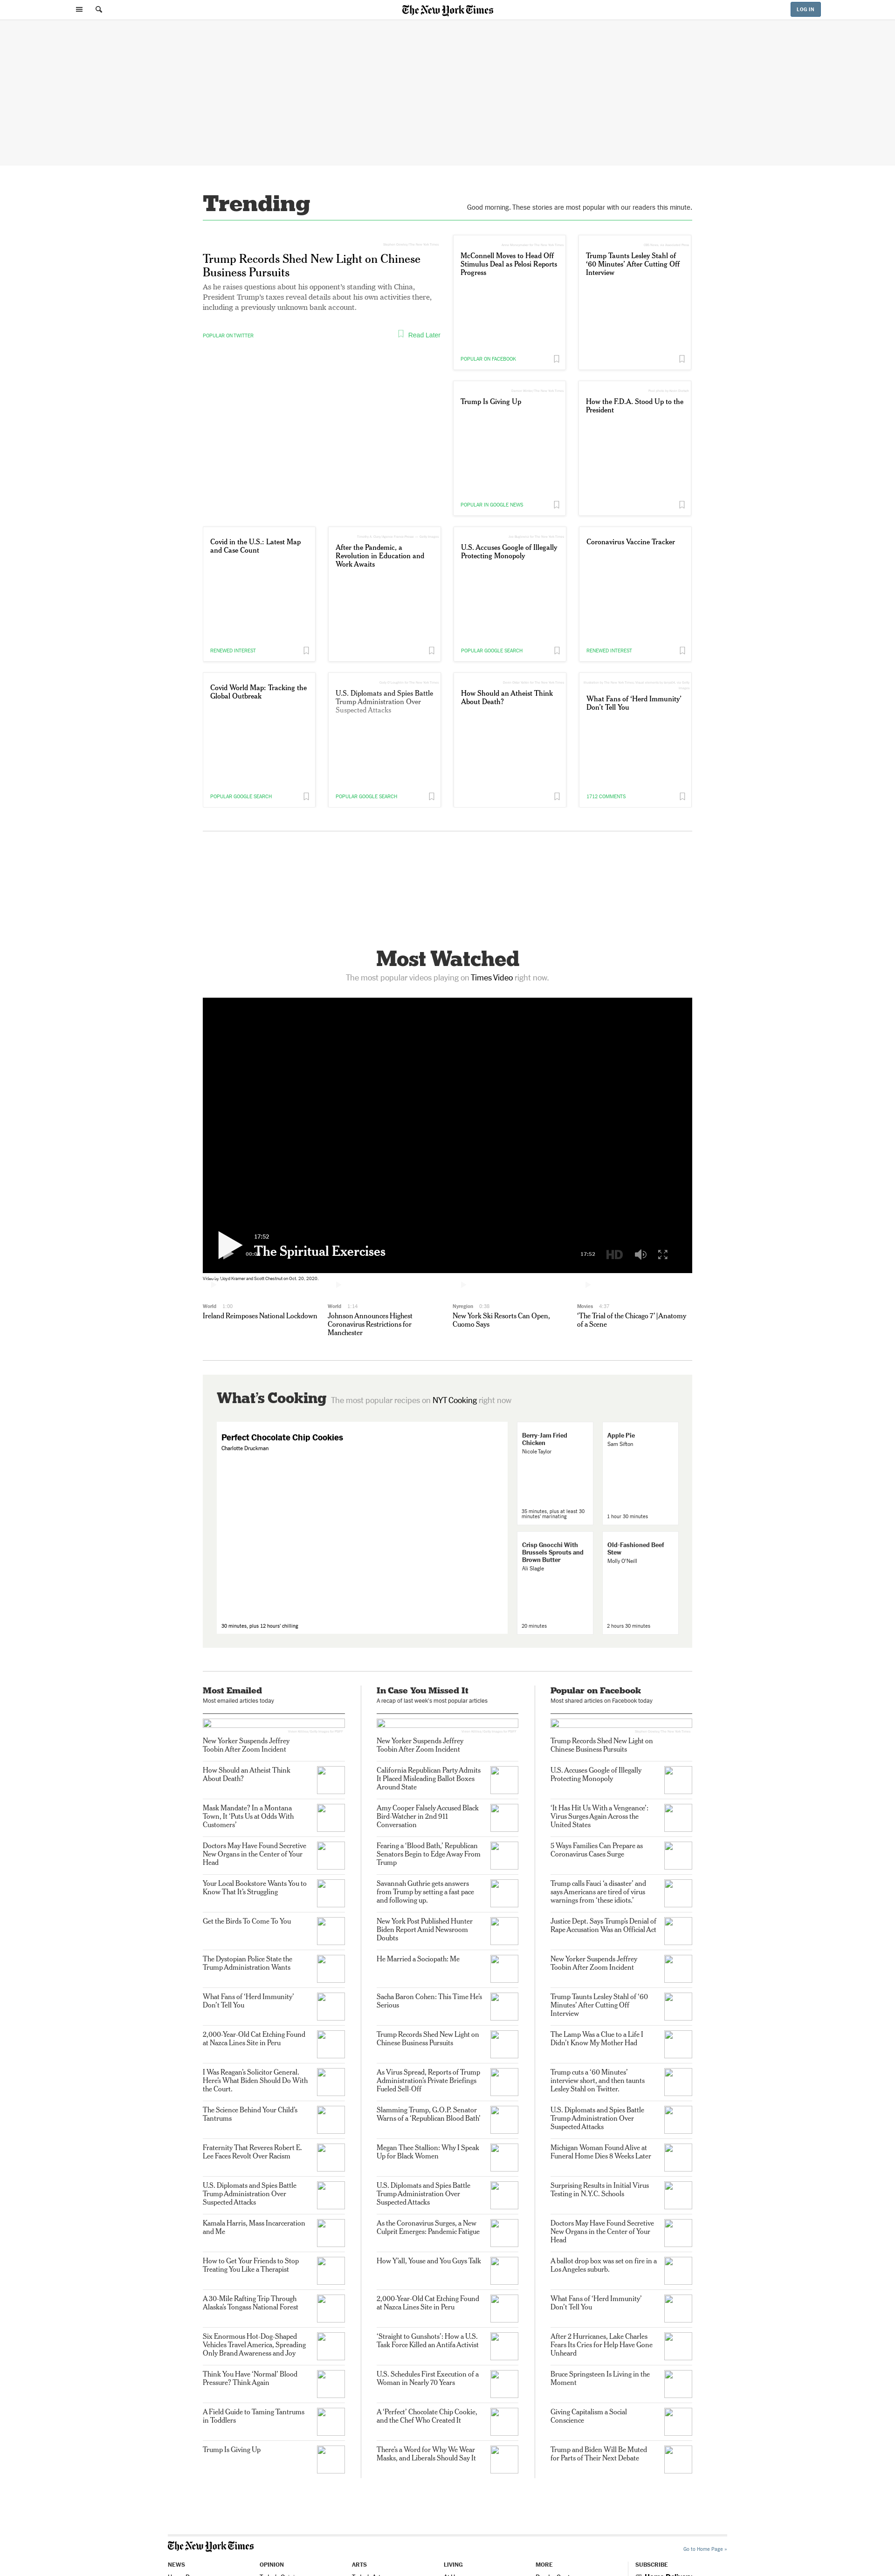 The New York Times
LOG IN
Trending
Good morning. These stories are most popular with our readers this minute.
Trump Records Shed New Light on Chinese
Business Pursuits
As he raises questions about his opponent's standing with China,
President Trump's taxes reveal details about his own activities there,
including a previously unknown bank account.
POPULAR ON TWITTER
Read Later
McConnell Moves to Head Off
Stimulus Deal as Pelosi Reports
Progress
POPULAR ON FACEBOOK
Trump Taunts Lesley Stahl of
‘60 Minutes’ After Cutting Off
Interview
Trump Is Giving Up
POPULAR IN GOOGLE NEWS
How the F.D.A. Stood Up to the
President
Covid in the U.S.: Latest Map
and Case Count
RENEWED INTEREST
After the Pandemic, a
Revolution in Education and
Work Awaits
U.S. Accuses Google of Illegally
Protecting Monopoly
POPULAR GOOGLE SEARCH
Coronavirus Vaccine Tracker
RENEWED INTEREST
Covid World Map: Tracking the
Global Outbreak
POPULAR GOOGLE SEARCH
U.S. Diplomats and Spies Battle
Trump Administration Over
Suspected Attacks
POPULAR GOOGLE SEARCH
How Should an Atheist Think
About Death?
What Fans of ‘Herd Immunity’
Don’t Tell You
1712 COMMENTS
Most Watched
The most popular videos playing on Times Video right now.
17:52
The Spiritual Exercises
17:52
HD
Video by Lloyd Kramer and Scott Chestnut on Oct. 20, 2020.
World 1:00
Ireland Reimposes National Lockdown
World 1:14
Johnson Announces Highest
Coronavirus Restrictions for
Manchester
Nyregion 0:38
New York Ski Resorts Can Open,
Cuomo Says
Movies 4:37
‘The Trial of the Chicago 7’ | Anatomy
of a Scene
What’s Cooking The most popular recipes on NYT Cooking right now
Perfect Chocolate Chip Cookies
Charlotte Druckman
30 minutes, plus 12 hours' chilling
Berry-Jam Fried
Chicken
Nicole Taylor
35 minutes, plus at least 30
minutes' marinating
Apple Pie
Sam Sifton
1 hour 30 minutes
Crisp Gnocchi With
Brussels Sprouts and
Brown Butter
Ali Slagle
20 minutes
Old-Fashioned Beef
Stew
Molly O'Neill
2 hours 30 minutes
Most Emailed
Most emailed articles today
New Yorker Suspends Jeffrey
Toobin After Zoom Incident
How Should an Atheist Think
About Death?
Mask Mandate? In a Montana
Town, It ‘Puts Us at Odds With
Customers’
Doctors May Have Found Secretive
New Organs in the Center of Your
Head
Your Local Bookstore Wants You to
Know That It’s Struggling
Get the Birds To Come To You
The Dystopian Police State the
Trump Administration Wants
What Fans of ‘Herd Immunity’
Don’t Tell You
2,000-Year-Old Cat Etching Found
at Nazca Lines Site in Peru
I Was Reagan’s Solicitor General.
Here’s What Biden Should Do With
the Court.
The Science Behind Your Child’s
Tantrums
Fraternity That Reveres Robert E.
Lee Faces Revolt Over Racism
U.S. Diplomats and Spies Battle
Trump Administration Over
Suspected Attacks
Kamala Harris, Mass Incarceration
and Me
How to Get Your Friends to Stop
Treating You Like a Therapist
A 30-Mile Rafting Trip Through
Alaska’s Tongass National Forest
Six Enormous Hot-Dog-Shaped
Vehicles Travel America, Spreading
Only Brand Awareness and Joy
Think You Have ‘Normal’ Blood
Pressure? Think Again
A Field Guide to Taming Tantrums
in Toddlers
Trump Is Giving Up
In Case You Missed It
A recap of last week’s most popular articles
New Yorker Suspends Jeffrey
Toobin After Zoom Incident
California Republican Party Admits
It Placed Misleading Ballot Boxes
Around State
Amy Cooper Falsely Accused Black
Bird-Watcher in 2nd 911
Conversation
Fearing a ‘Blood Bath,’ Republican
Senators Begin to Edge Away From
Trump
Savannah Guthrie gets answers
from Trump by setting a fast pace
and following up.
New York Post Published Hunter
Biden Report Amid Newsroom
Doubts
He Married a Sociopath: Me
Sacha Baron Cohen: This Time He’s
Serious
Trump Records Shed New Light on
Chinese Business Pursuits
As Virus Spread, Reports of Trump
Administration’s Private Briefings
Fueled Sell-Off
Slamming Trump, G.O.P. Senator
Warns of a ‘Republican Blood Bath’
Megan Thee Stallion: Why I Speak
Up for Black Women
U.S. Diplomats and Spies Battle
Trump Administration Over
Suspected Attacks
As the Coronavirus Surges, a New
Culprit Emerges: Pandemic Fatigue
How Y’all, Youse and You Guys Talk
2,000-Year-Old Cat Etching Found
at Nazca Lines Site in Peru
‘Straight to Gunshots’: How a U.S.
Task Force Killed an Antifa Activist
U.S. Schedules First Execution of a
Woman in Nearly 70 Years
A ‘Perfect’ Chocolate Chip Cookie,
and the Chef Who Created It
There’s a Word for Why We Wear
Masks, and Liberals Should Say It
Popular on Facebook
Most shared articles on Facebook today
Trump Records Shed New Light on
Chinese Business Pursuits
U.S. Accuses Google of Illegally
Protecting Monopoly
‘It Has Hit Us With a Vengeance’:
Virus Surges Again Across the
United States
5 Ways Families Can Prepare as
Coronavirus Cases Surge
Trump calls Fauci ‘a disaster’ and
says Americans are tired of virus
warnings from ‘these idiots.’
Justice Dept. Says Trump’s Denial of
Rape Accusation Was an Official Act
New Yorker Suspends Jeffrey
Toobin After Zoom Incident
Trump Taunts Lesley Stahl of ‘60
Minutes’ After Cutting Off
Interview
The Lamp Was a Clue to a Life I
Didn’t Know My Mother Had
Trump cuts a ‘60 Minutes’
interview short, and then taunts
Lesley Stahl on Twitter.
U.S. Diplomats and Spies Battle
Trump Administration Over
Suspected Attacks
Michigan Woman Found Alive at
Funeral Home Dies 8 Weeks Later
Surprising Results in Initial Virus
Testing in N.Y.C. Schools
Doctors May Have Found Secretive
New Organs in the Center of Your
Head
A ballot drop box was set on fire in a
Los Angeles suburb.
What Fans of ‘Herd Immunity’
Don’t Tell You
After 2 Hurricanes, Lake Charles
Fears Its Cries for Help Have Gone
Unheard
Bruce Springsteen Is Living in the
Moment
Giving Capitalism a Social
Conscience
Trump and Biden Will Be Muted
for Parts of Their Next Debate
The New York Times
Go to Home Page »
NEWS
OPINION
ARTS
LIVING
MORE
SUBSCRIBE